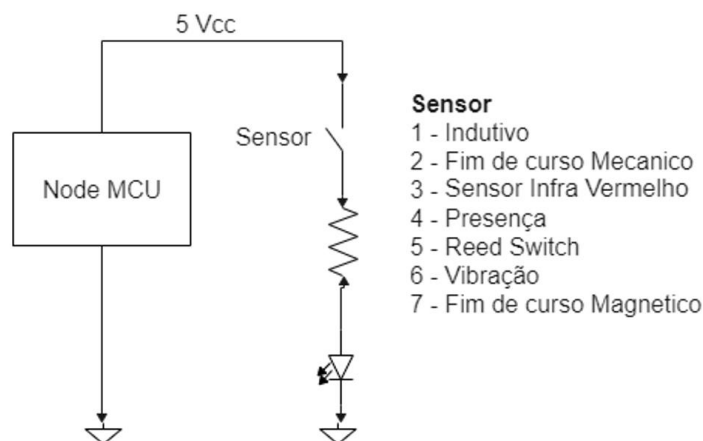 5 Vcc
Sensor
Node MCU
Sensor
1 - Indutivo
2 - Fim de curso Mecanico
3 - Sensor Infra Vermelho
4 - Presença
5 - Reed Switch
6 - Vibração
7 - Fim de curso Magnetico